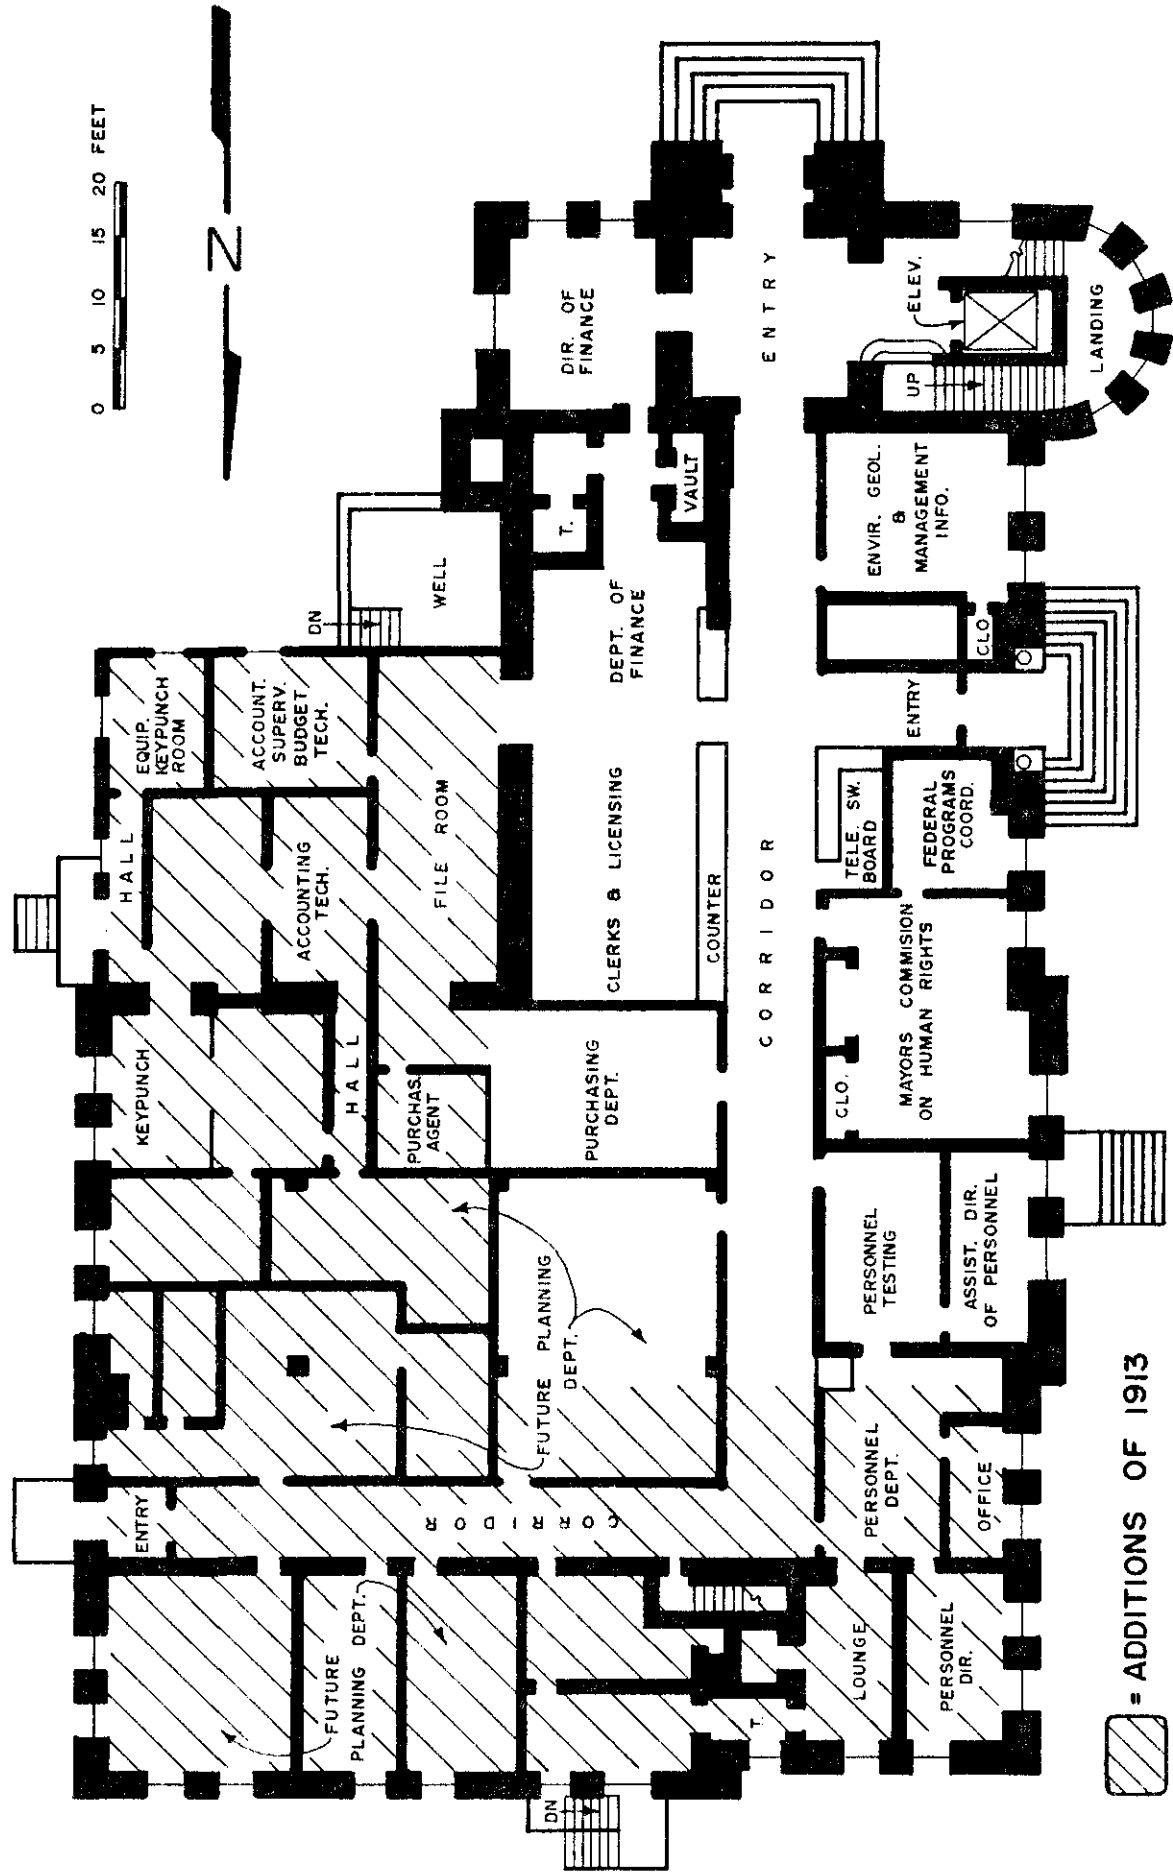 0 5 10 15 20 FEET
N
EQUIP.
KEYPUNCH
ROOM
HALL
ACCOUNT.
SUPERV.
BUDGET
TECH.
DN
WELL
T.
DIR. OF
FINANCE
VAULT
ENTRY
UP
ELEV.
LANDING
KEYPUNCH
HALL
ACCOUNTING
TECH.
FILE ROOM
DEPT. OF
FINANCE
CLERKS & LICENSING
COUNTER
PURCHAS.
AGENT
PURCHASING
DEPT.
CORRIDOR
ENVIR. GEOL.
&
MANAGEMENT
INFO.
CLO.
ENTRY
TELE. SW.
BOARD
FEDERAL
PROGRAMS
COORD.
MAYORS COMMISION
ON HUMAN RIGHTS
CLO.
FUTURE PLANNING
DEPT.
PERSONNEL
TESTING
ASSIST. DIR.
OF PERSONNEL
ENTRY
CORRIDOR
PERSONNEL
DEPT.
OFFICE
FUTURE
PLANNING DEPT.
LOUNGE
PERSONNEL
DIR.
T.
DN
= ADDITIONS OF 1913